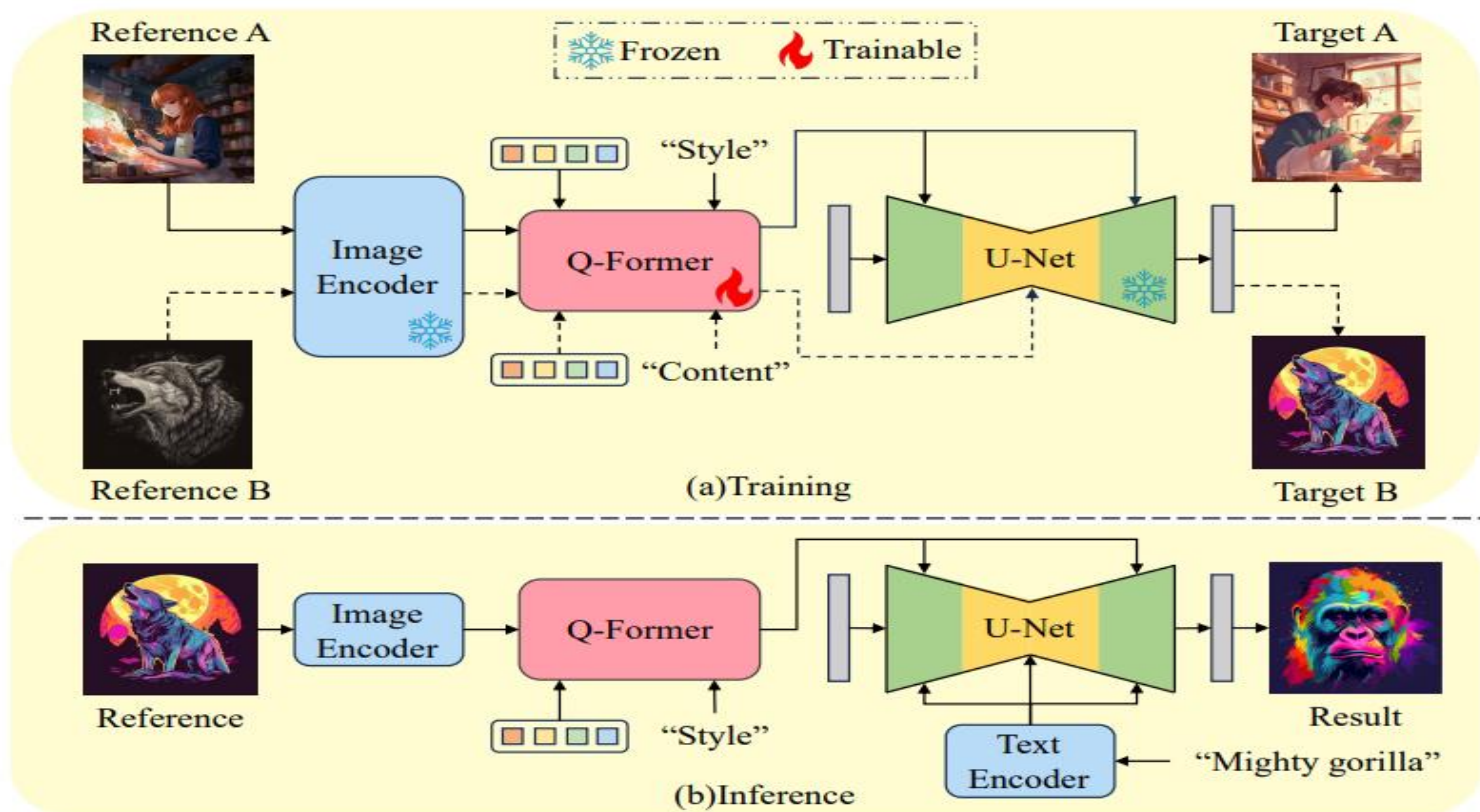 Reference A
Frozen
Trainable
Target A
“Style”
Image
Encoder
Q-Former
U-Net
“Content”
Reference B
(a)Training
Target B
Image
Encoder
Q-Former
U-Net
Reference
“Style”
Text
Encoder
“Mighty gorilla”
Result
(b)Inference